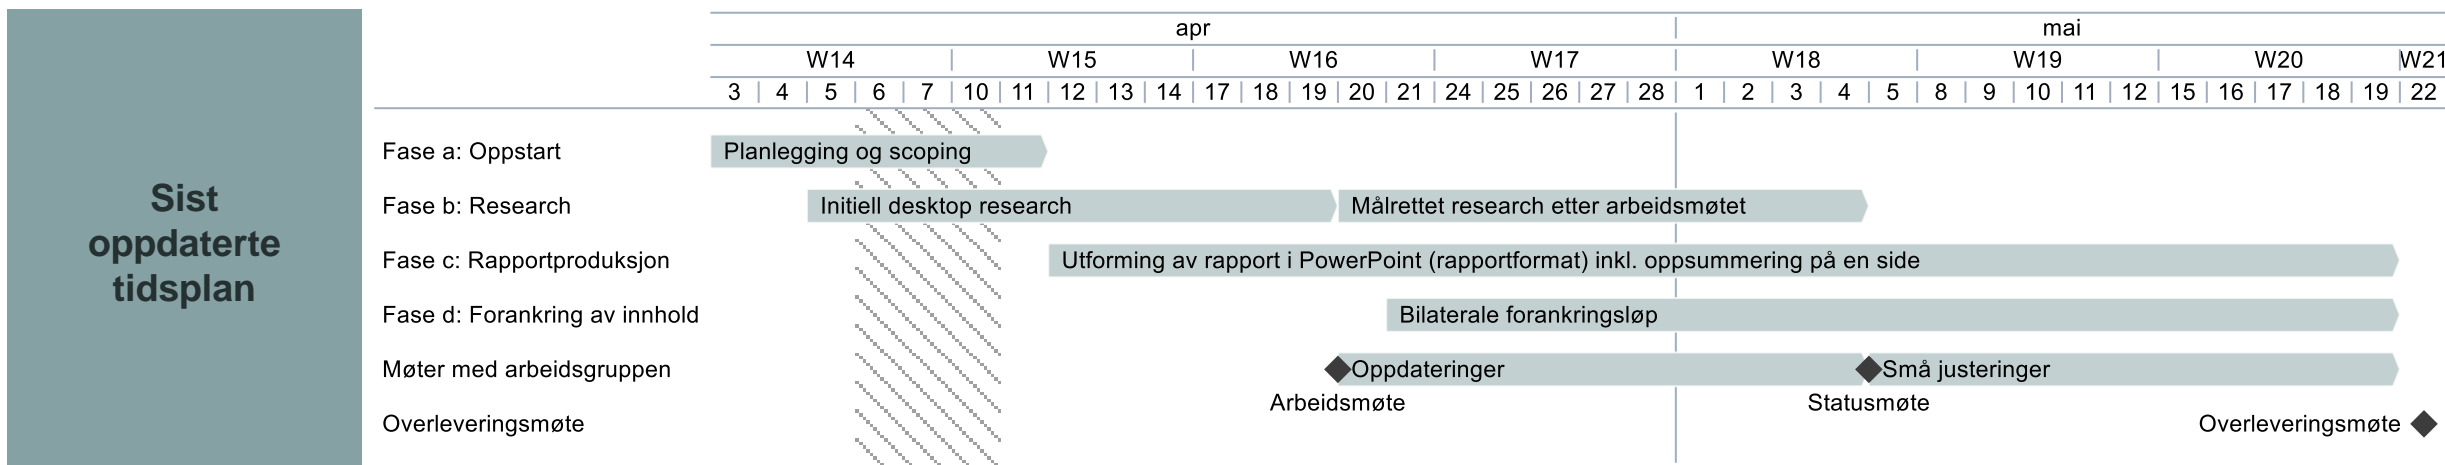 Sist
oppdaterte
tidsplan
apr mai
W14 W15 W16 W17 W18 W19 W20 W21
3 4 5 6 7 10 11 12 13 14 17 18 19 20 21 24 25 26 27 28 1 2 3 4 5 8 9 10 11 12 15 16 17 18 19 22
Fase a: Oppstart Planlegging og scoping
Fase b: Research Initiell desktop research Målrettet research etter arbeidsmøtet
Fase c: Rapportproduksjon Utforming av rapport i PowerPoint (rapportformat) inkl. oppsummering på en side
Fase d: Forankring av innhold Bilaterale forankringsløp
Møter med arbeidsgruppen Oppdateringer Små justeringer
Arbeidsmøte Statusmøte
Overleveringsmøte Overleveringsmøte